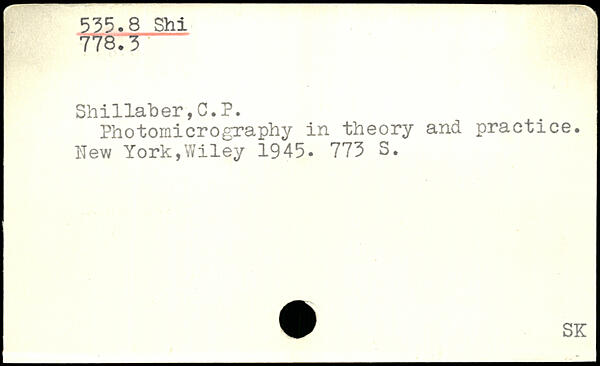 535.8 Shi
778.3
Shillaber,C.P.
Photomicrography in theory and practice.
New York,Wiley 1945. 773 S.
SK